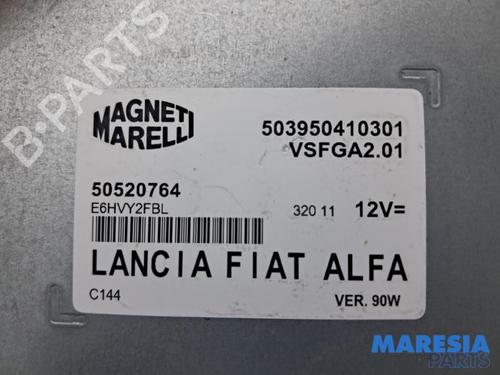 B-PARTS
MAGNETI
MARELLI
503950410301
VSFGA2.01
50520764
E6HVY2FBL
320 11 12V=
LANCIA FIAT ALFA
C144
VER. 90W
MARESIA
PARTS